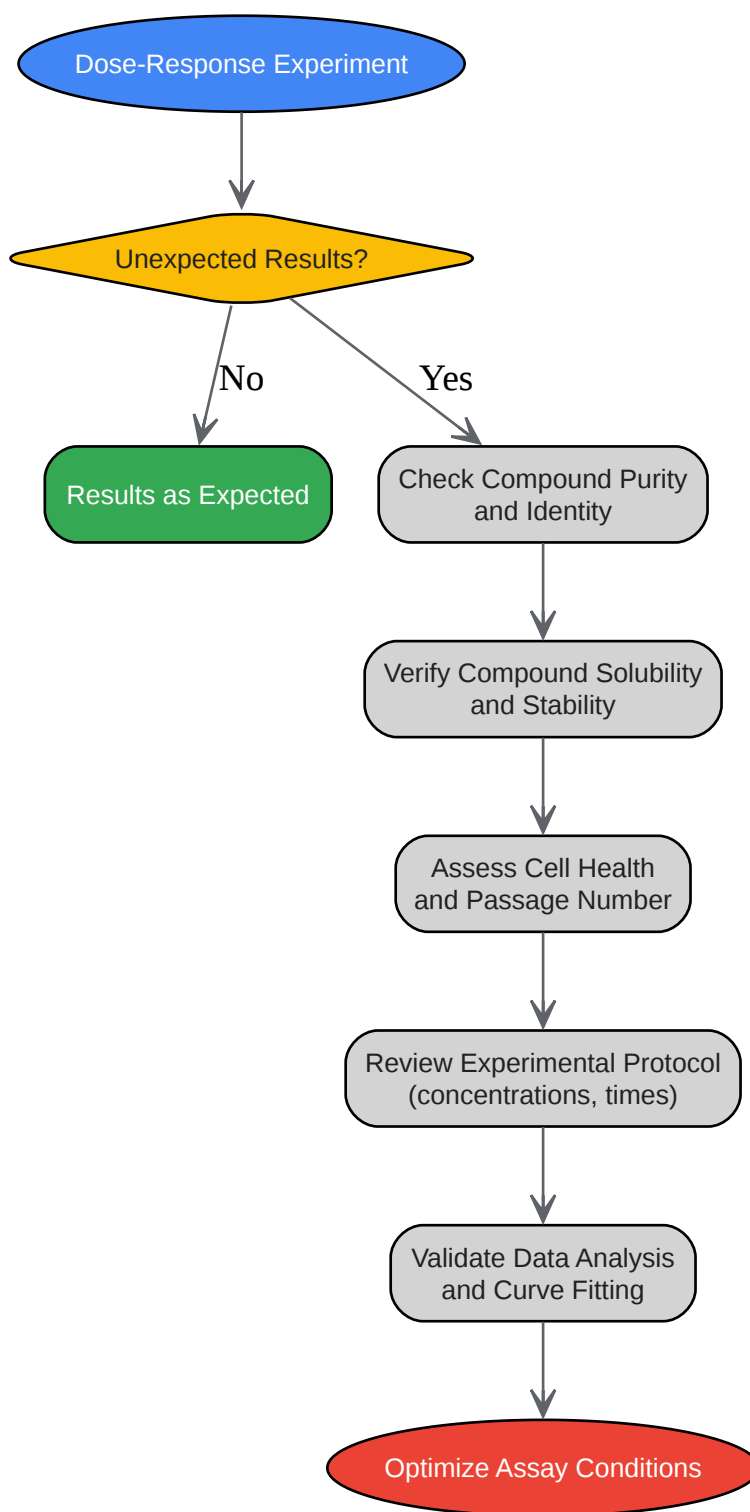 Dose-Response Experiment
Unexpected Results?
No
Yes
Results as Expected
Check Compound Purity
and Identity
Verify Compound Solubility
and Stability
Assess Cell Health
and Passage Number
Review Experimental Protocol
(concentrations, times)
Validate Data Analysis
and Curve Fitting
Optimize Assay Conditions